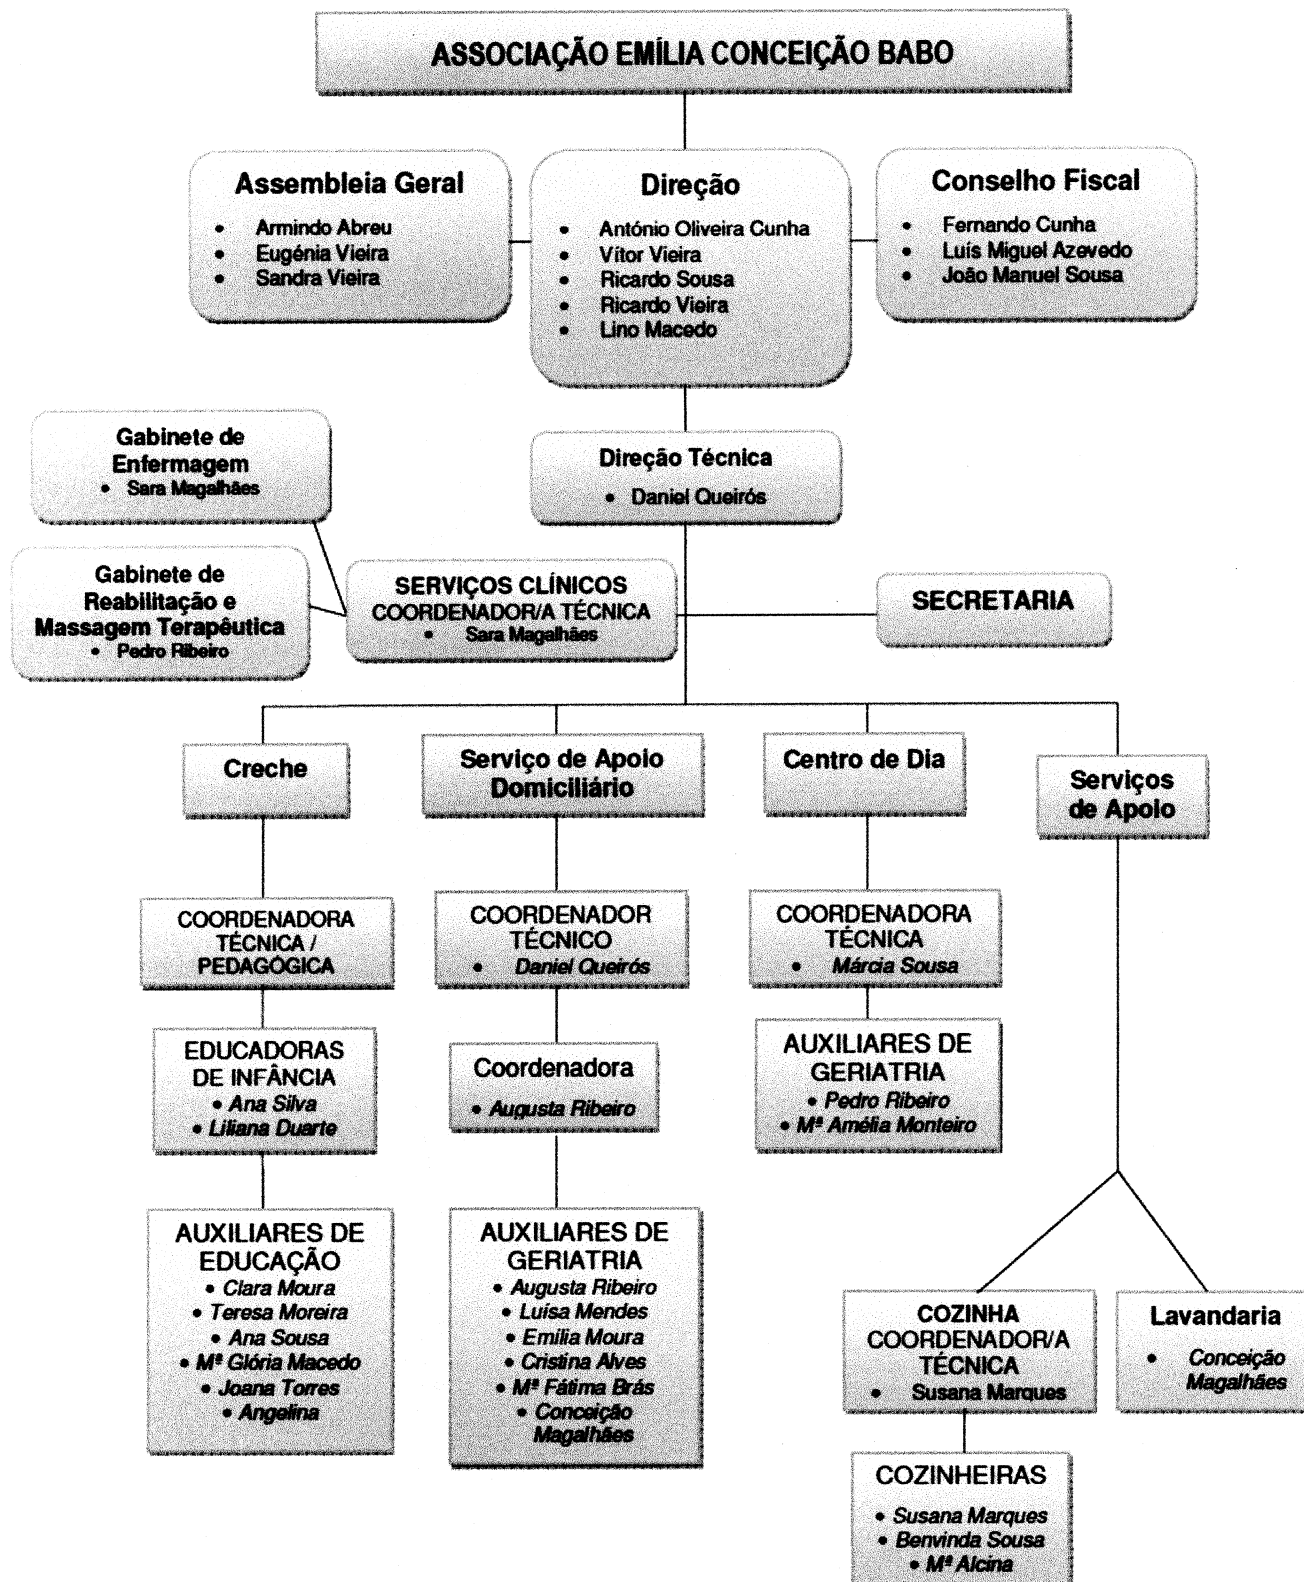 ASSOCIAÇÃO EMÍLIA CONCEIÇÃO BABO
Assembleia Geral
• Armindo Abreu
• Eugénia Vieira
• Sandra Vieira
Direção
• António Oliveira Cunha
• Vítor Vieira
• Ricardo Sousa
• Ricardo Vieira
• Lino Macedo
Conselho Fiscal
• Fernando Cunha
• Luís Miguel Azevedo
• João Manuel Sousa
Gabinete de
Enfermagem
• Sara Magalhães
Direção Técnica
• Daniel Queirós
Gabinete de
Reabilitação e
Massagem Terapêutica
• Pedro Ribeiro
SERVIÇOS CLÍNICOS
COORDENADOR/A TÉCNICA
• Sara Magalhães
SECRETARIA
Creche
Serviço de Apoio
Domiciliário
Centro de Dia
Serviços
de Apoio
COORDENADORA
TÉCNICA /
PEDAGÓGICA
COORDENADOR
TÉCNICO
• Daniel Queirós
COORDENADORA
TÉCNICA
• Márcia Sousa
EDUCADORAS
DE INFÂNCIA
• Ana Silva
• Liliana Duarte
Coordenadora
• Augusta Ribeiro
AUXILIARES DE
GERIATRIA
• Pedro Ribeiro
• Mª Amélia Monteiro
AUXILIARES DE
EDUCAÇÃO
• Clara Moura
• Teresa Moreira
• Ana Sousa
• Mª Glória Macedo
• Joana Torres
• Angelina
AUXILIARES DE
GERIATRIA
• Augusta Ribeiro
• Luísa Mendes
• Emília Moura
• Cristina Alves
• Mª Fátima Brás
• Conceição
Magalhães
COZINHA
COORDENADOR/A
TÉCNICA
• Susana Marques
Lavandaria
• Conceição
Magalhães
COZINHEIRAS
• Susana Marques
• Benvinda Sousa
• Mª Alcina